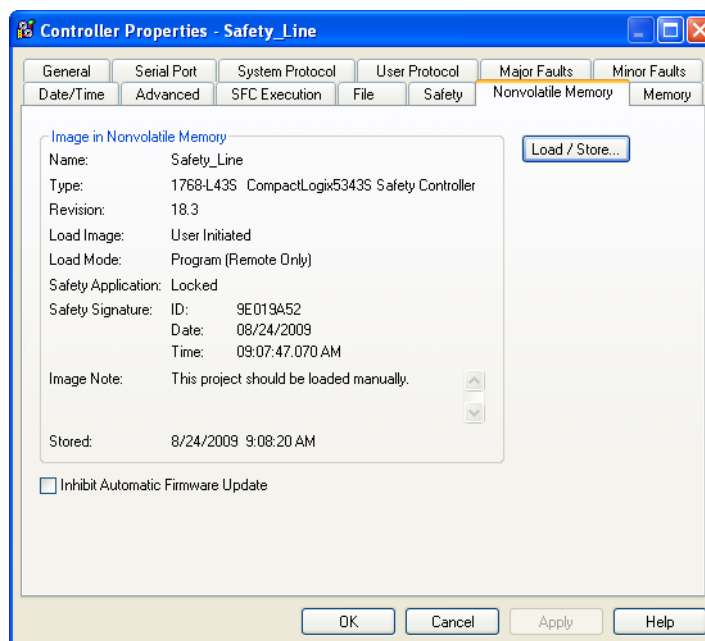 Controller Properties - Safety_Line
General Serial Port System Protocol User Protocol Major Faults Minor Faults
Date/Time Advanced SFC Execution File Safety Nonvolatile Memory Memory
Image in Nonvolatile Memory
Load / Store...
Name: Safety_Line
Type: 1768-L43S CompactLogix5343S Safety Controller
Revision: 18.3
Load Image: User Initiated
Load Mode: Program (Remote Only)
Safety Application: Locked
Safety Signature: ID: 9E019A52
Date: 08/24/2009
Time: 09:07:47.070 AM
Image Note: This project should be loaded manually.
Stored: 8/24/2009 9:08:20 AM
Inhibit Automatic Firmware Update
OK Cancel Apply Help